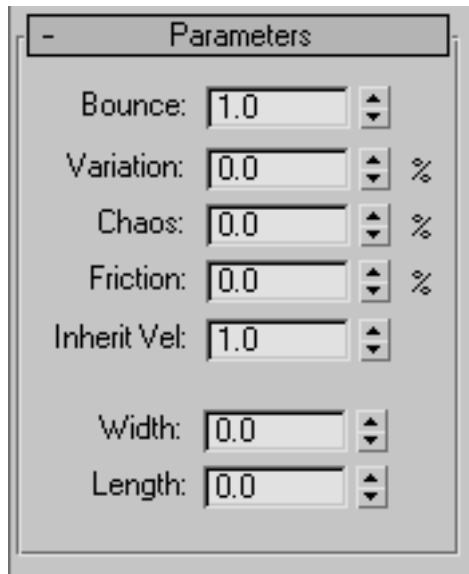 - Parameters
Bounce: 1.0
Variation: 0.0 %
Chaos: 0.0 %
Friction: 0.0 %
Inherit Vel: 1.0
Width: 0.0
Length: 0.0